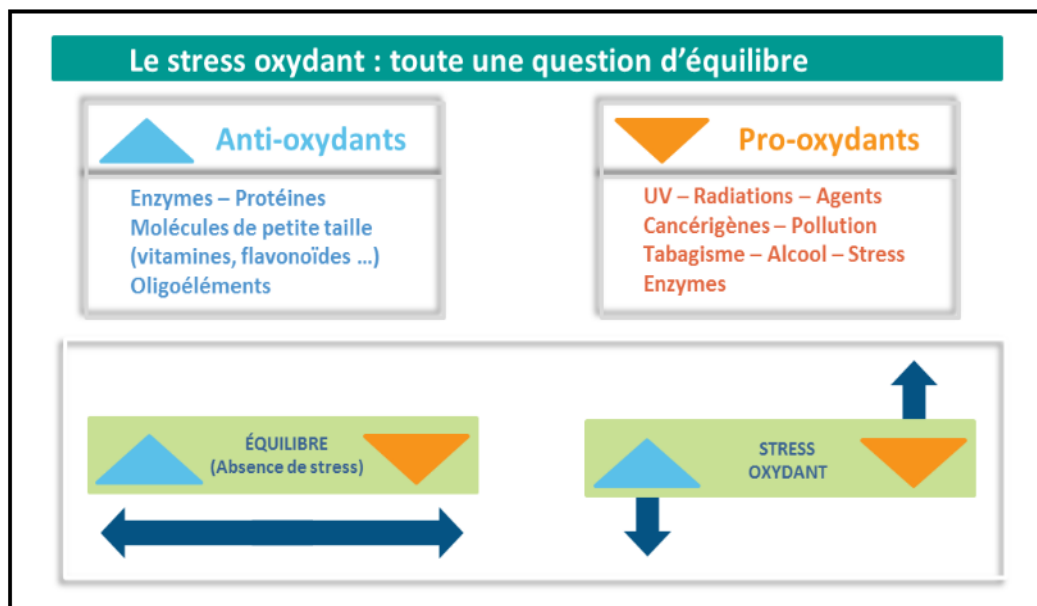 Le stress oxydant : toute une question d'équilibre
Anti-oxydants
Enzymes – Protéines
Molécules de petite taille
(vitamines, flavonoïdes ...)
Oligoéléments
Pro-oxydants
UV – Radiations – Agents
Cancérigènes – Pollution
Tabagisme – Alcool – Stress
Enzymes
ÉQUILIBRE
(Absence de stress)
STRESS
OXYDANT